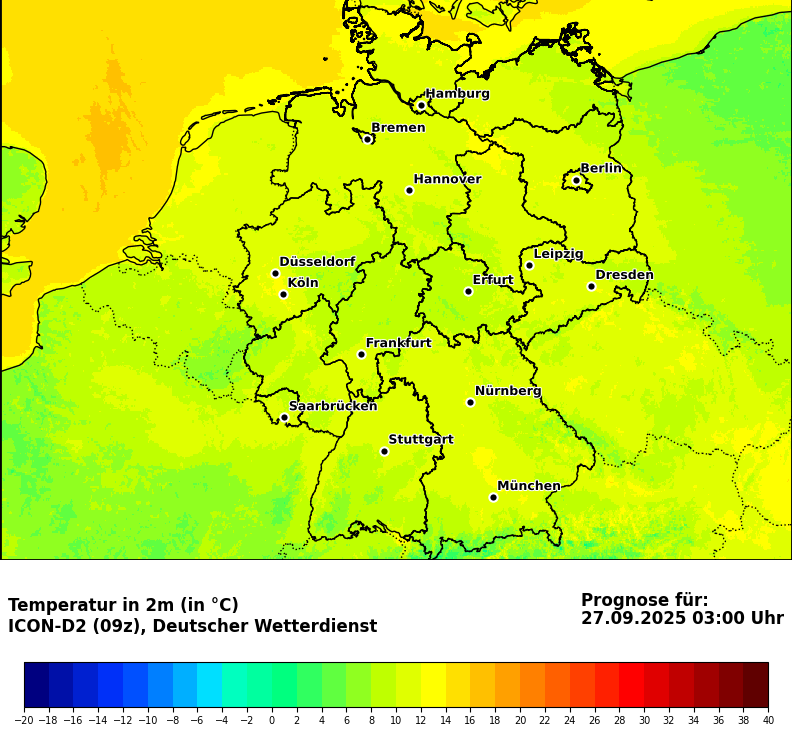 Hamburg
Bremen
Berlin
Hannover
Leipzig
Düsseldorf
Dresden
Köln
Erfurt
Frankfurt
Nürnberg
Saarbrücken
Stuttgart
München
Temperatur in 2m (in °C)
ICON-D2 (09z), Deutscher Wetterdienst
Prognose für:
27.09.2025 03:00 Uhr
−20 −18 −16 −14 −12 −10 −8 −6 −4 −2 0 2 4 6 8 10 12 14 16 18 20 22 24 26 28 30 32 34 36 38 40